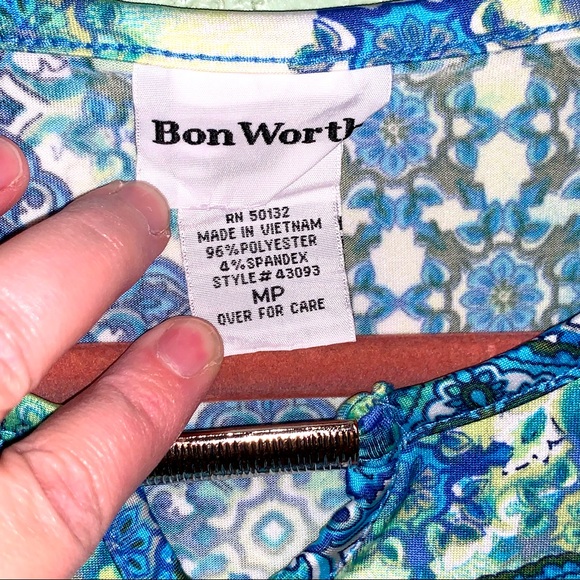 Bon Worth
RN 50132
MADE IN VIETNAM
96%POLYESTER
4%SPANDEX
STYLE#43093
MP
OVER FOR CARE